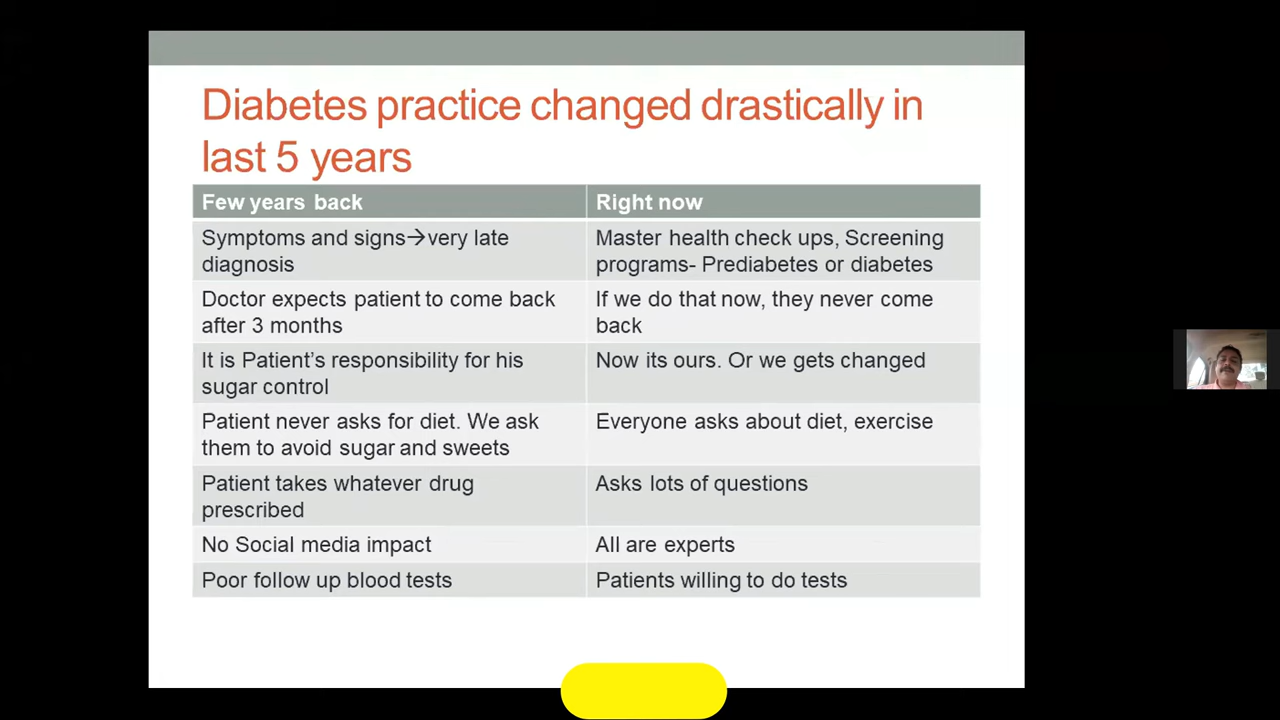 Diabetes practice changed drastically in
last 5 years
Few years back
Right now
Symptoms and signs→very late
diagnosis
Master health check ups, Screening
programs- Prediabetes or diabetes
Doctor expects patient to come back
after 3 months
If we do that now, they never come
back
It is Patient’s responsibility for his
sugar control
Now its ours. Or we gets changed
Patient never asks for diet. We ask
them to avoid sugar and sweets
Everyone asks about diet, exercise
Patient takes whatever drug
prescribed
Asks lots of questions
No Social media impact
All are experts
Poor follow up blood tests
Patients willing to do tests